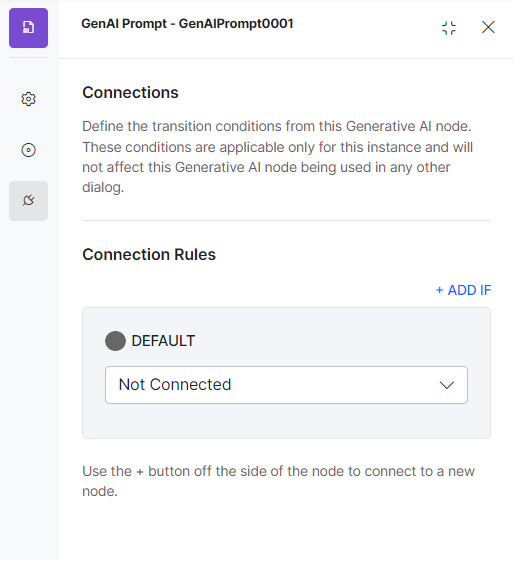 GenAI Prompt - GenAIPrompt0001
Connections
Define the transition conditions from this Generative AI node.
These conditions are applicable only for this instance and will
not affect this Generative AI node being used in any other
dialog.
Connection Rules
+ ADD IF
DEFAULT
Not Connected
Use the + button off the side of the node to connect to a new
node.